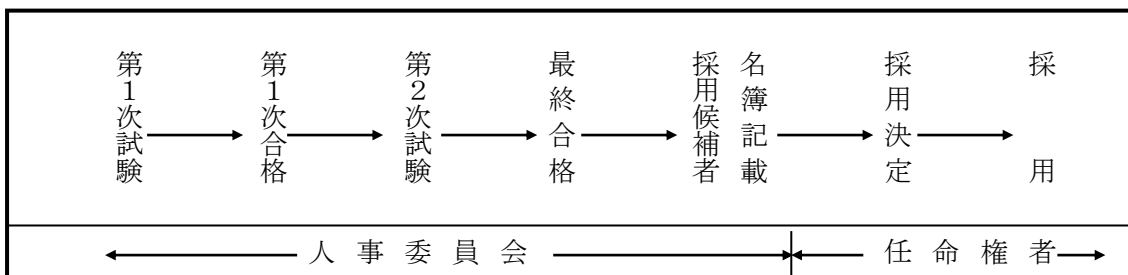 第１次試験
第１次合格
第２次試験
最終合格
採用候補者
名簿記載
採用決定
採用
人事委員会
任命権者